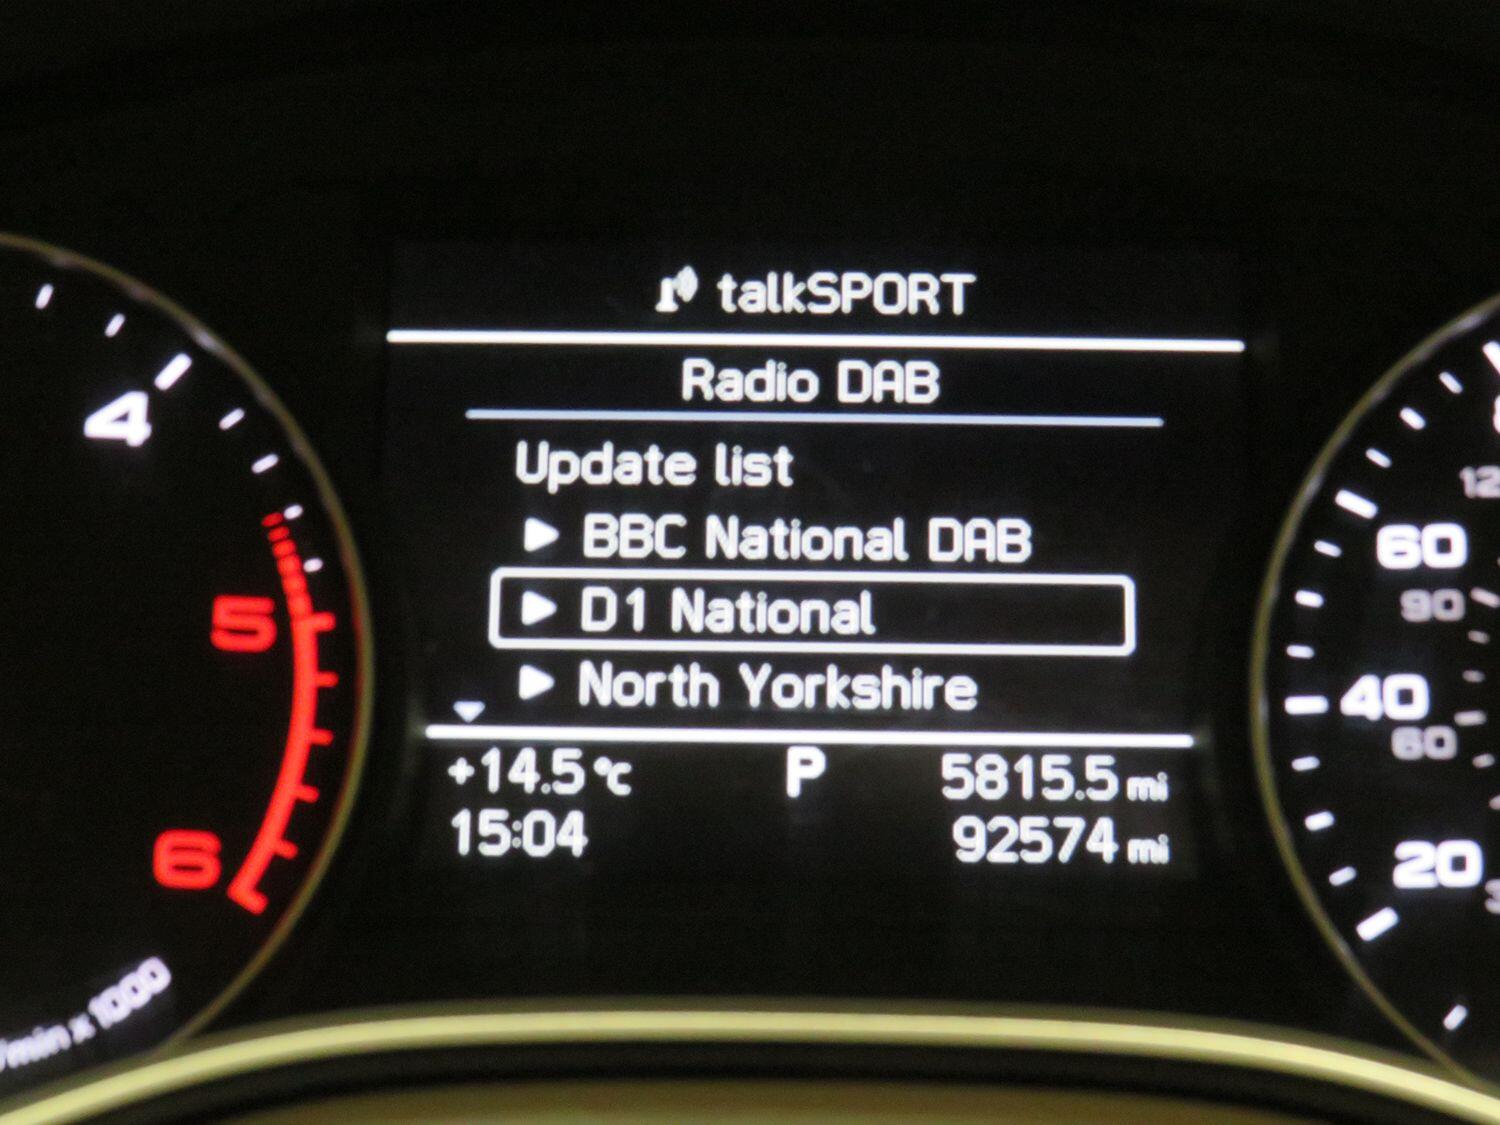 talkSPORT
Radio DAB
Update list
BBC National DAB
D1 National
North Yorkshire
+14.5 °C P 5815.5 mi
15:04 92574 mi
4
5
6
/min x 1000
60
90
40
60
20